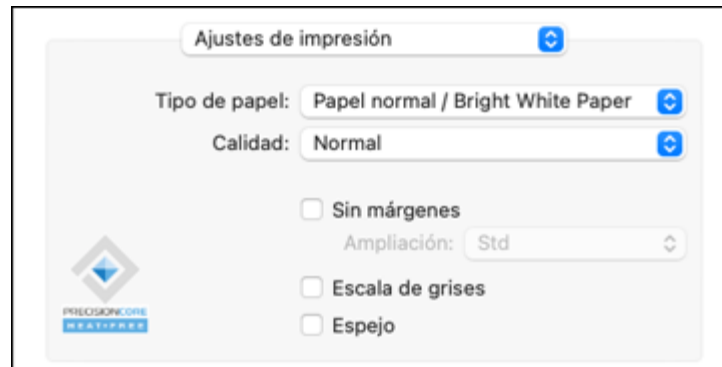 Ajustes de impresión
Tipo de papel: Papel normal / Bright White Paper
Calidad: Normal
Sin márgenes
Ampliación: Std
Escala de grises
Espejo
PRECISIONCORE
HEAT-FREE